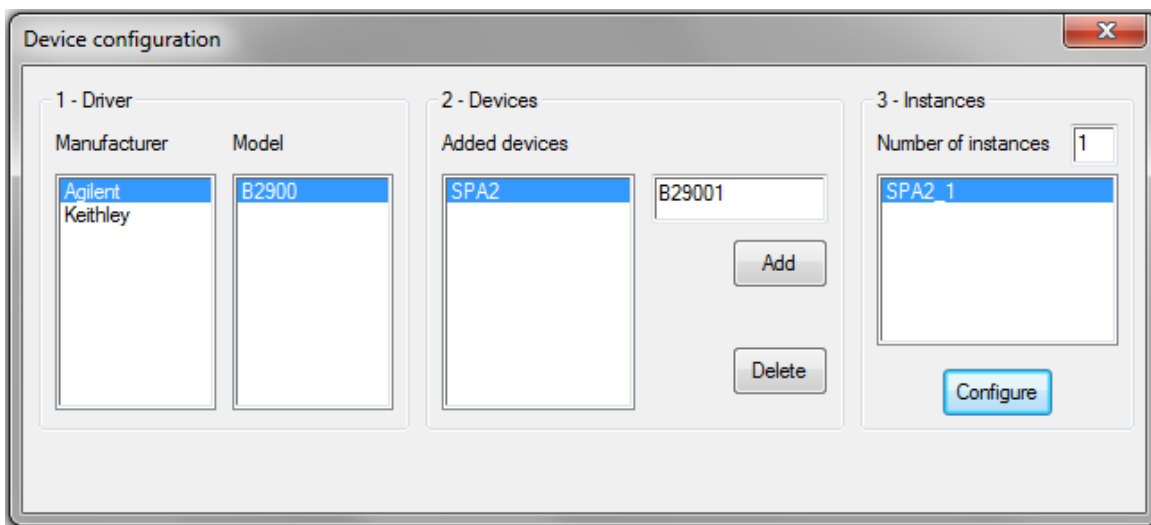 Device configuration
1 - Driver
Manufacturer
Model
Agilent
Keithley
B2900
2 - Devices
Added devices
SPA2
B29001
Add
Delete
3 - Instances
Number of instances 1
SPA2_1
Configure